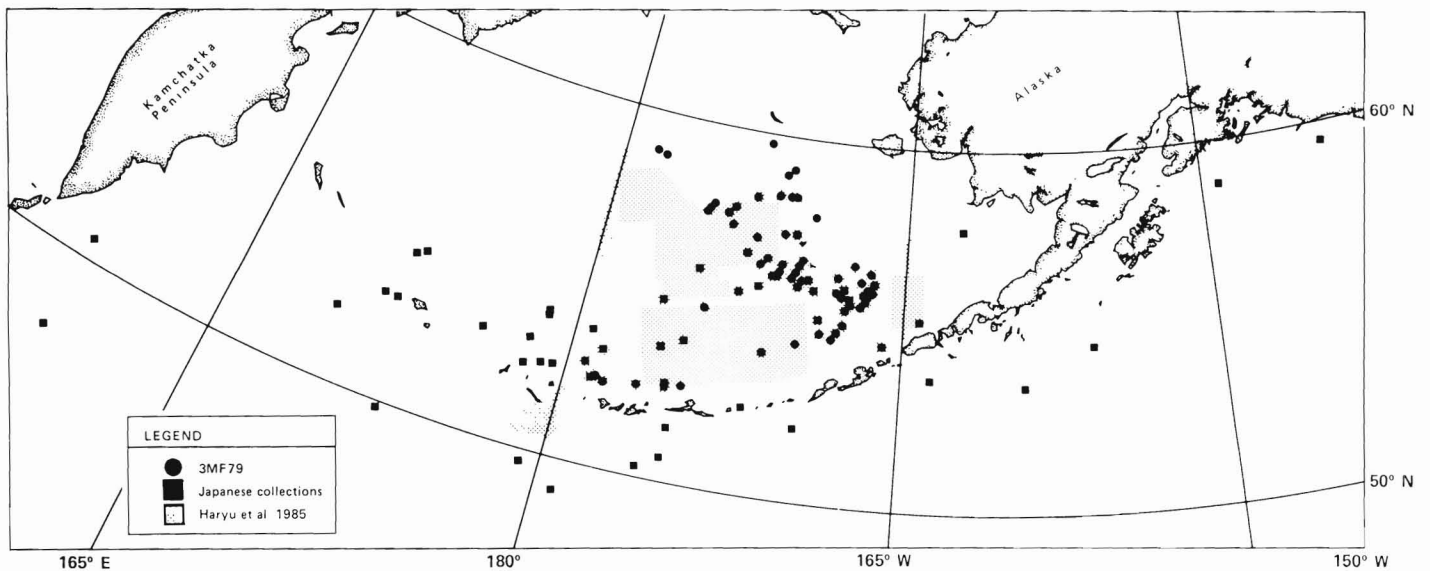 Kamchatka
Peninsula
Alaska
60° N
LEGEND
3MF79
Japanese collections
Haryu et al 1985
50° N
165° E
180°
165° W
150° W